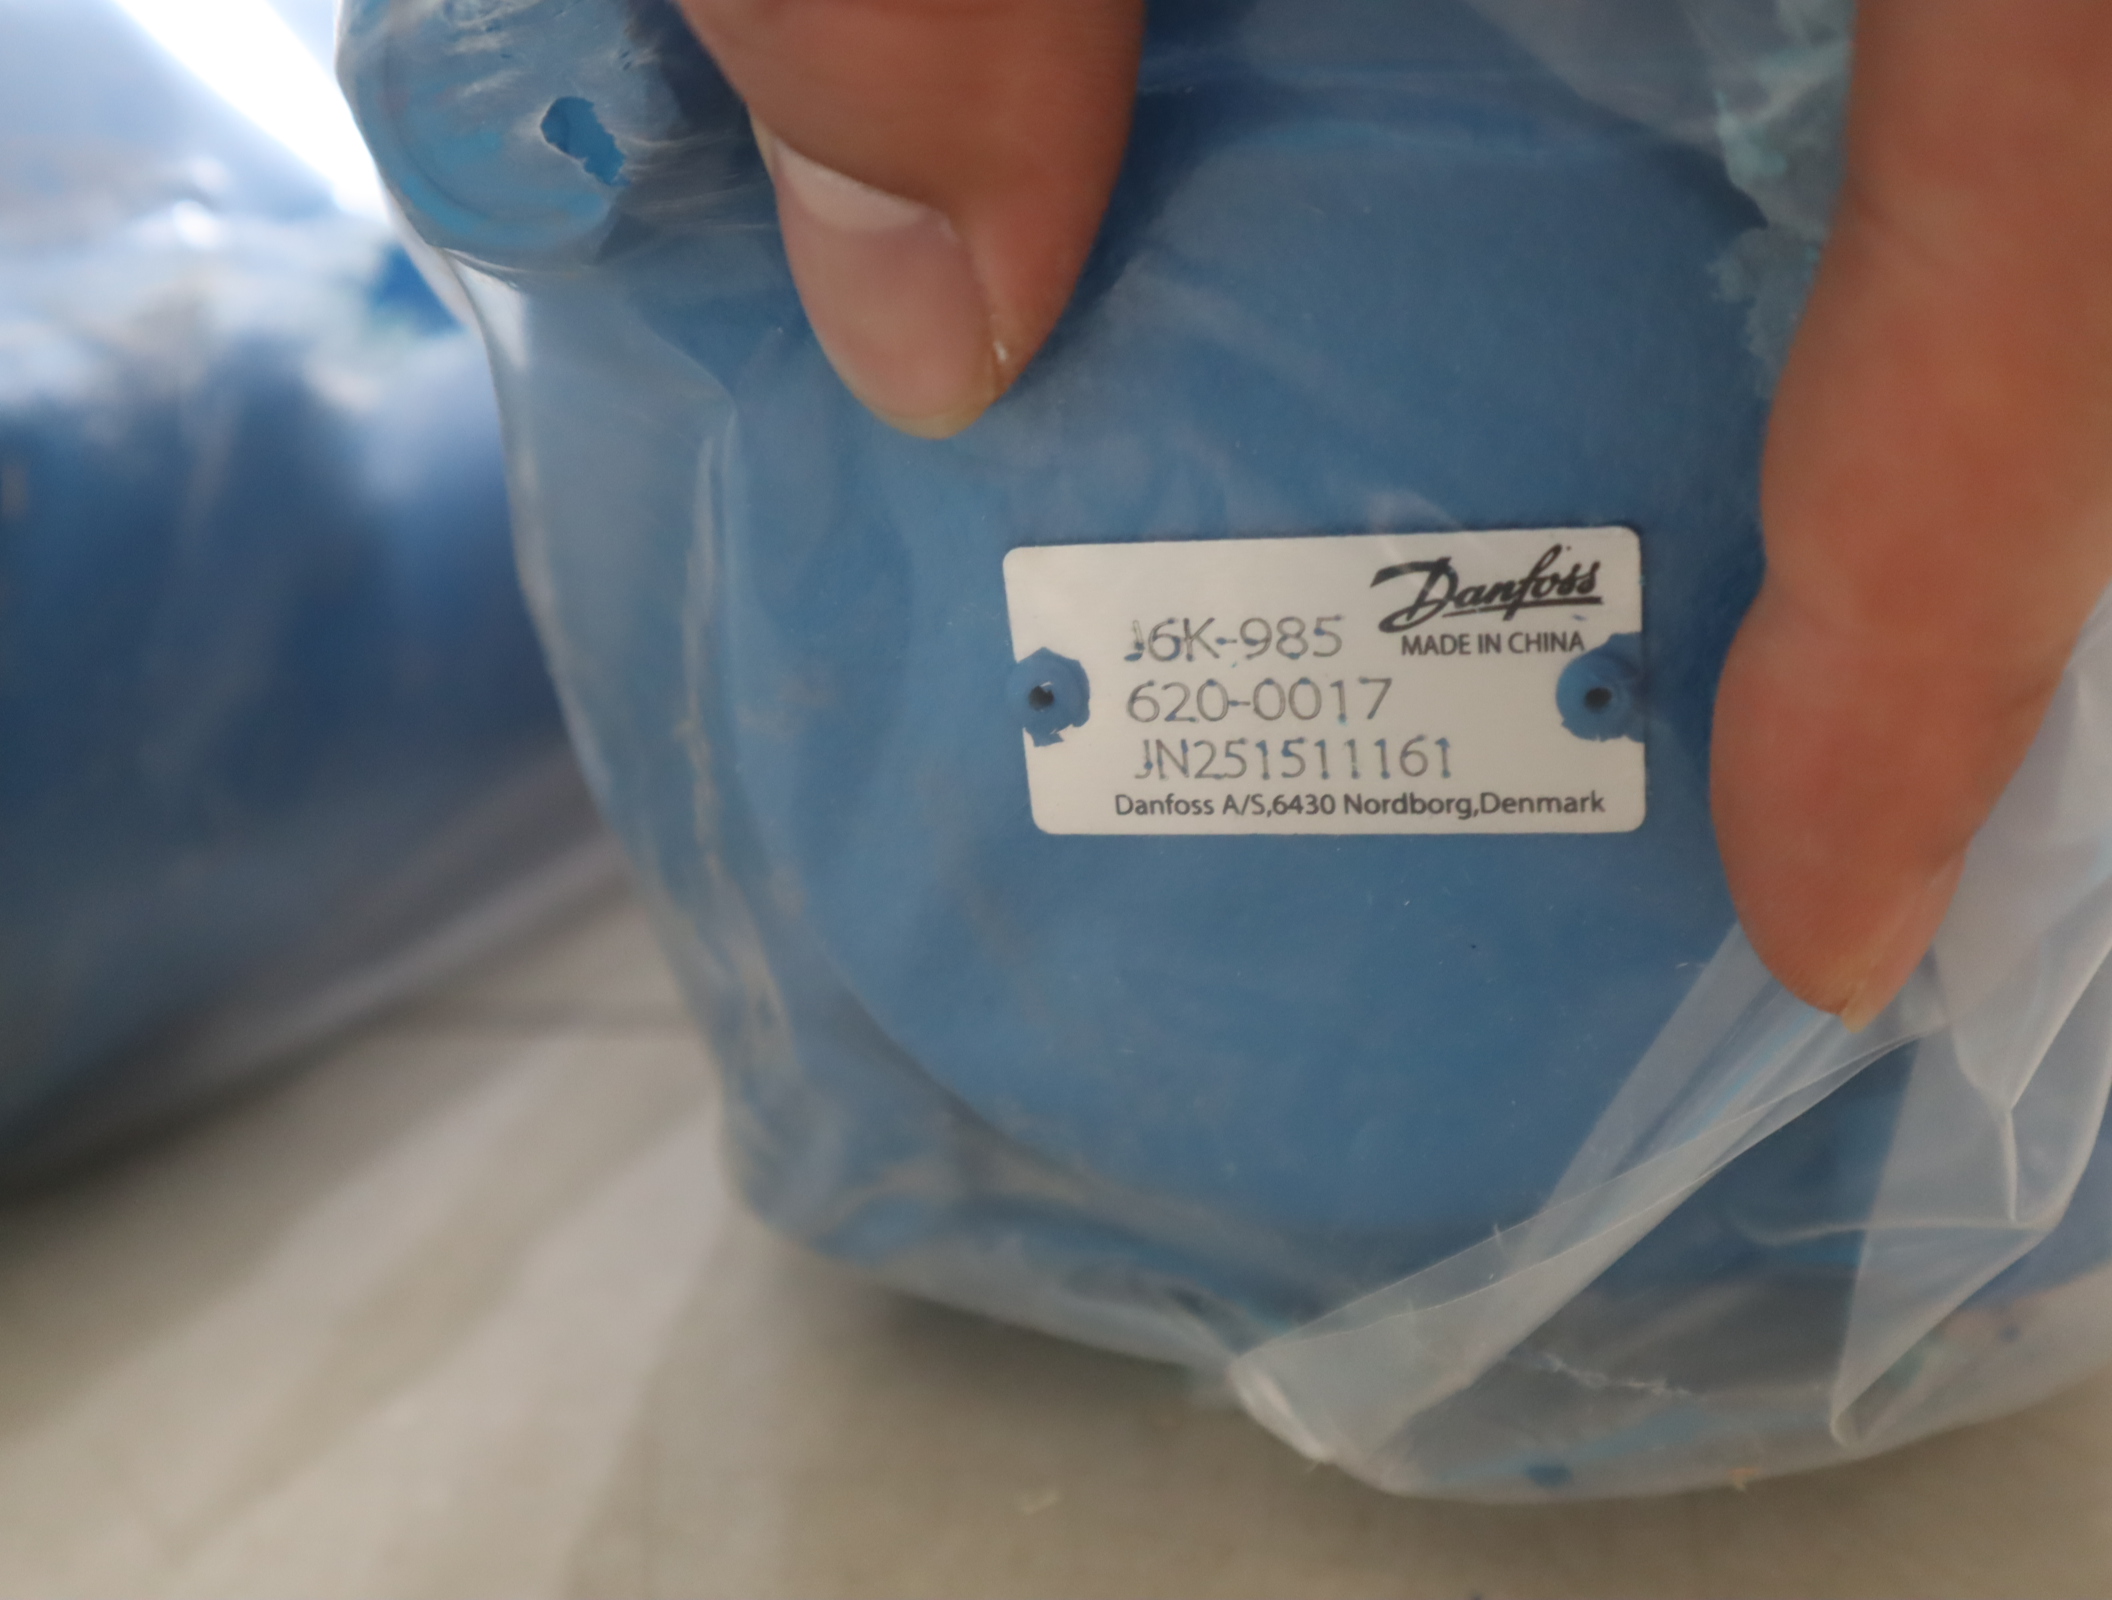 Danfoss
J6K-985
MADE IN CHINA
620-0017
JN251511161
Danfoss A/S,6430 Nordborg,Denmark